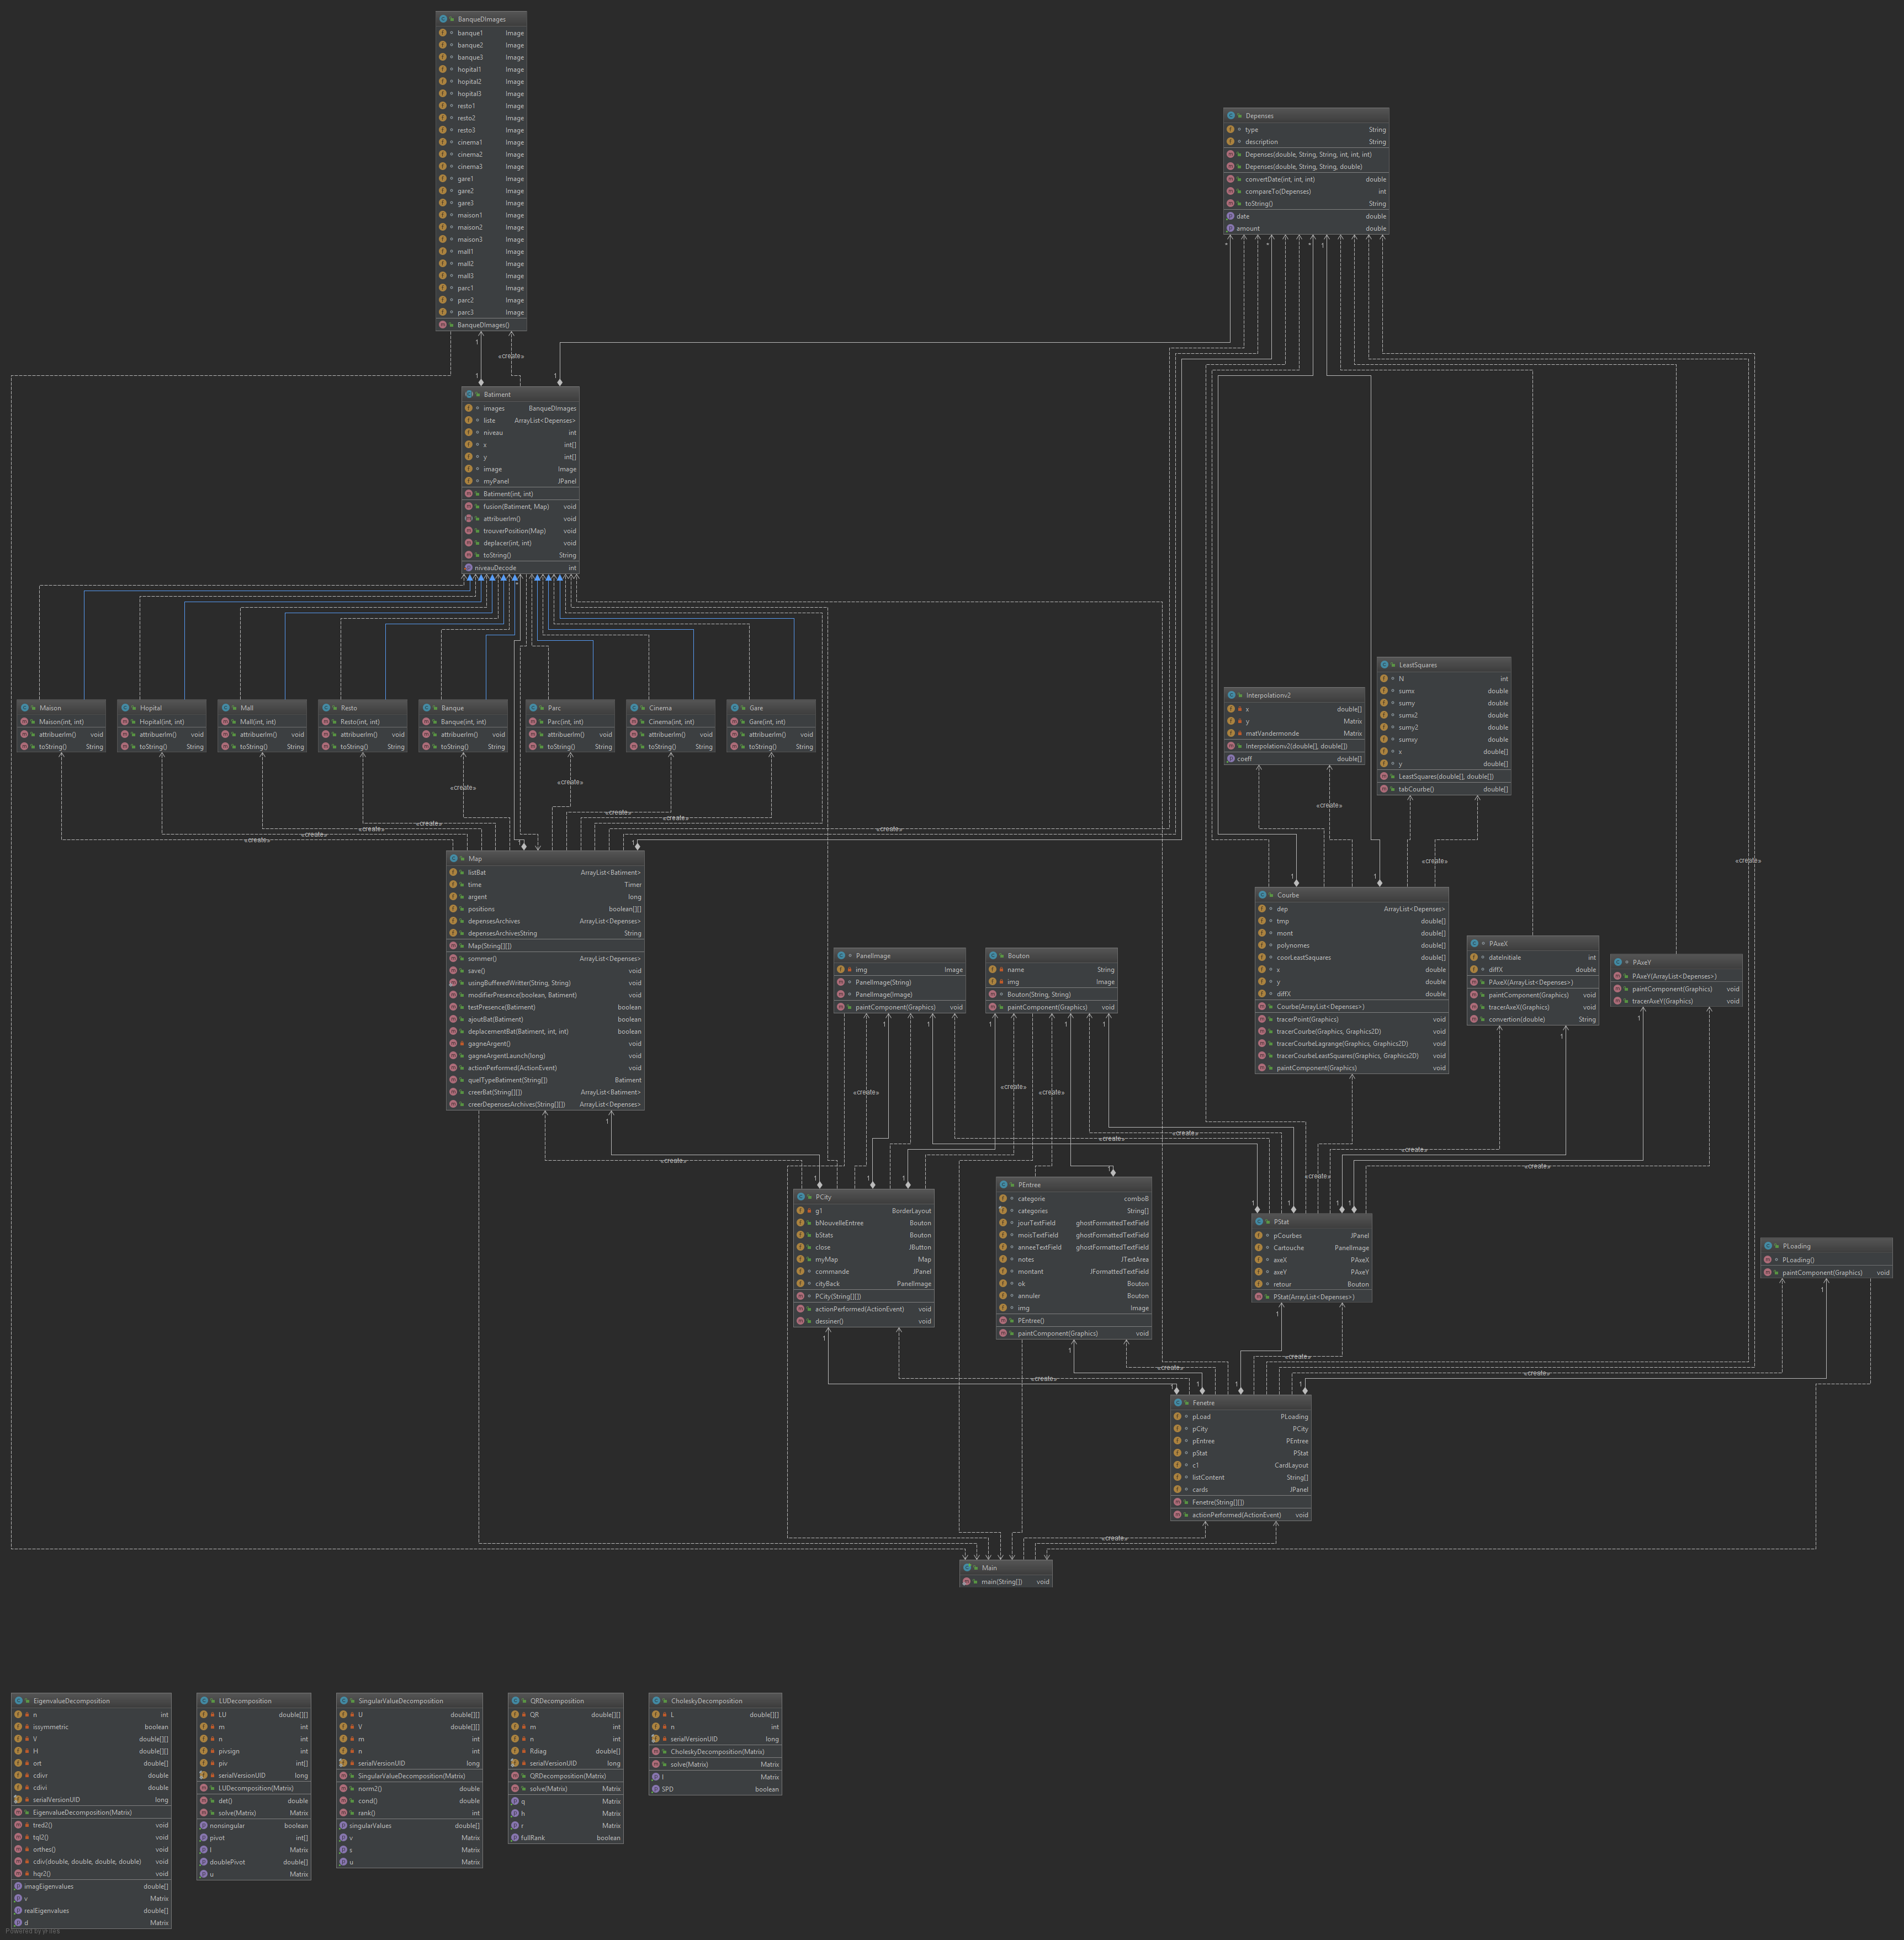 BanqueDImages
banque1 Image
banque2 Image
banque3 Image
hopital1 Image
hopital2 Image
hopital3 Image
resto1 Image
resto2 Image
resto3 Image
cinema1 Image
cinema2 Image
cinema3 Image
gare1 Image
gare2 Image
gare3 Image
maison1 Image
maison2 Image
maison3 Image
mall1 Image
mall2 Image
mall3 Image
parc1 Image
parc2 Image
parc3 Image
BanqueDImages()
Depenses
type String
description String
Depenses(double, String, String, int, int, int)
Depenses(double, String, String, double)
convertDate(int, int, int) double
compareTo(Depenses) int
toString() String
date double
amount double
1
«create»
1
1
Batiment
images BanqueDImages
liste ArrayList<Depenses>
niveau int
x int[]
y int[]
image Image
myPanel JPanel
Batiment(int, int)
fusion(Batiment, Map) void
attribuerIm() void
trouverPosition(Map) void
deplacer(int, int) void
toString() String
niveauDecode int
Maison
Maison(int, int)
attribuerIm() void
toString() String
Hopital
Hopital(int, int)
attribuerIm() void
toString() String
Mall
Mall(int, int)
attribuerIm() void
toString() String
Resto
Resto(int, int)
attribuerIm() void
toString() String
Banque
Banque(int, int)
attribuerIm() void
toString() String
Parc
Parc(int, int)
attribuerIm() void
toString() String
Cinema
Cinema(int, int)
attribuerIm() void
toString() String
Gare
Gare(int, int)
attribuerIm() void
toString() String
Interpolationv2
x double[]
y Matrix
matVandermonde Matrix
Interpolationv2(double[], double[])
coeff double[]
LeastSquares
N int
sumx double
sumy double
sumx2 double
sumy2 double
sumxy double
x double[]
y double[]
LeastSquares(double[], double[])
tabCourbe() double[]
«create»
«create»
«create»
«create»
«create»
«create»
«create»
«create»
«create»
«create»
«create»
«create»
Map
listBat ArrayList<Batiment>
time Timer
argent long
positions boolean[][]
depensesArchives ArrayList<Depenses>
depensesArchivesString String
Map(String[][])
sommer() ArrayList<Depenses>
save() void
usingBufferedWritter(String, String) void
modifierPresence(boolean, Batiment) void
testPresence(Batiment) boolean
ajoutBat(Batiment) boolean
deplacementBat(Batiment, int, int) boolean
gagneArgent() void
gagneArgentLaunch(long) void
actionPerformed(ActionEvent) void
quelTypeBatiment(String[]) Batiment
creerBat(String[][]) ArrayList<Batiment>
creerDepensesArchives(String[][]) ArrayList<Depenses>
Courbe
dep ArrayList<Depenses>
tmp double[]
mont double[]
polynomes double[]
coorLeastSaquares double[]
x double
y double
diffX double
Courbe(ArrayList<Depenses>)
tracerPoint(Graphics) void
tracerCourbe(Graphics, Graphics2D) void
tracerCourbeLagrange(Graphics, Graphics2D) void
tracerCourbeLeastSquares(Graphics, Graphics2D) void
paintComponent(Graphics) void
PAxeX
dateInitiale int
diffX double
PAxeX(ArrayList<Depenses>)
paintComponent(Graphics) void
tracerAxeX(Graphics) void
convertion(double) String
PAxeY
PAxeY(ArrayList<Depenses>)
paintComponent(Graphics) void
tracerAxeY(Graphics) void
PanelImage
img Image
PanelImage(String)
PanelImage(Image)
paintComponent(Graphics) void
Bouton
name String
img Image
Bouton(String, String)
paintComponent(Graphics) void
«create»
«create»
«create»
«create»
«create»
«create»
«create»
«create»
«create»
PCity
g1 BorderLayout
bNouvelleEntree Bouton
bStats Bouton
close JButton
myMap Map
commande JPanel
cityBack PanelImage
PCity(String[][])
actionPerformed(ActionEvent) void
dessiner() void
PEntree
categorie comboB
categories String[]
jourTextField ghostFormattedTextField
moisTextField ghostFormattedTextField
anneeTextField ghostFormattedTextField
notes JTextArea
montant JFormattedTextField
ok Bouton
annuler Bouton
img Image
PEntree()
paintComponent(Graphics) void
PStat
pCourbes JPanel
Cartouche PanelImage
axeX PAxeX
axeY PAxeY
retour Bouton
PStat(ArrayList<Depenses>)
PLoading
PLoading()
paintComponent(Graphics) void
«create»
«create»
«create»
«create»
Fenetre
pLoad PLoading
pCity PCity
pEntree PEntree
pStat PStat
c1 CardLayout
listContent String[]
cards JPanel
Fenetre(String[][])
actionPerformed(ActionEvent) void
«create»
Main
main(String[]) void
EigenvalueDecomposition
n int
issymmetric boolean
V double[][]
H double[][]
ort double[]
cdivr double
cdivi double
serialVersionUID long
EigenvalueDecomposition(Matrix)
tred2() void
tql2() void
orthes() void
cdiv(double, double, double, double) void
hqr2() void
imagEigenvalues double[]
v Matrix
realEigenvalues double[]
d Matrix
LUDecomposition
LU double[][]
m int
n int
pivsign int
piv int[]
serialVersionUID long
LUDecomposition(Matrix)
det() double
solve(Matrix) Matrix
nonsingular boolean
pivot int[]
l Matrix
doublePivot double[]
u Matrix
SingularValueDecomposition
U double[][]
V double[][]
m int
n int
serialVersionUID long
SingularValueDecomposition(Matrix)
norm2() double
cond() double
rank() int
singularValues double[]
v Matrix
s Matrix
u Matrix
QRDecomposition
QR double[][]
m int
n int
Rdiag double[]
serialVersionUID long
QRDecomposition(Matrix)
solve(Matrix) Matrix
q Matrix
h Matrix
r Matrix
fullRank boolean
CholeskyDecomposition
L double[][]
n int
serialVersionUID long
CholeskyDecomposition(Matrix)
solve(Matrix) Matrix
l Matrix
SPD boolean
Powered by yFiles